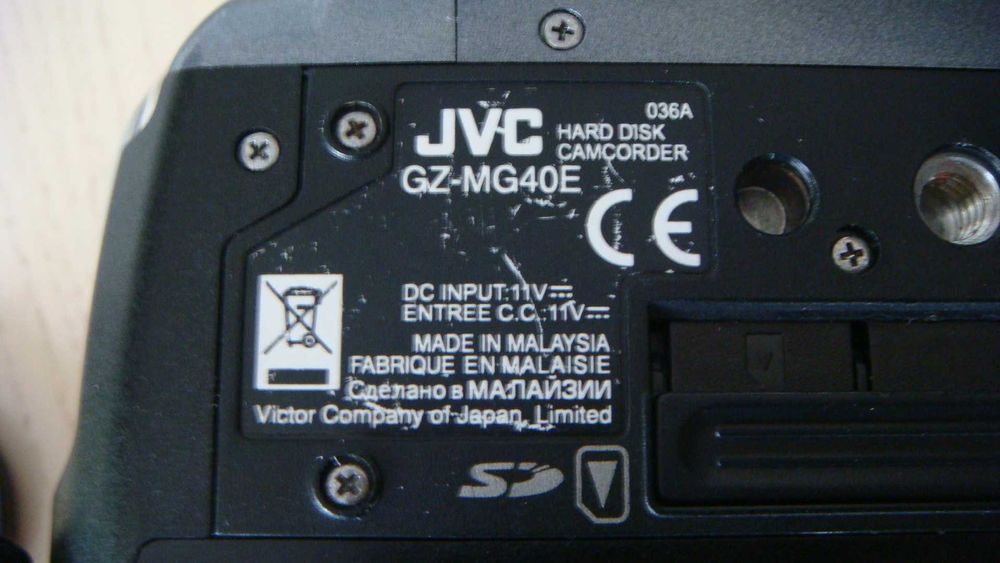 036A
JVC HARD DISK
CAMCORDER
GZ-MG40E
CE
DC INPUT:11V⎓
ENTREE C.C.:11V⎓
MADE IN MALAYSIA
FABRIQUE EN MALAISIE
Сделано в МАЛАЙЗИИ
Victor Company of Japan, Limited
SD